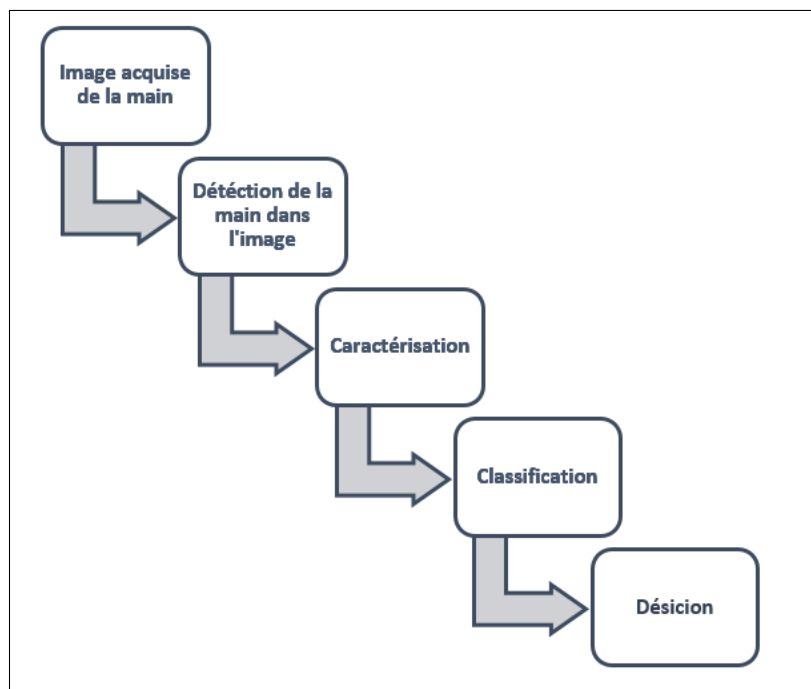 Image acquise
de la main
Détéction de la
main dans
l'image
Caractérisation
Classification
Désicion